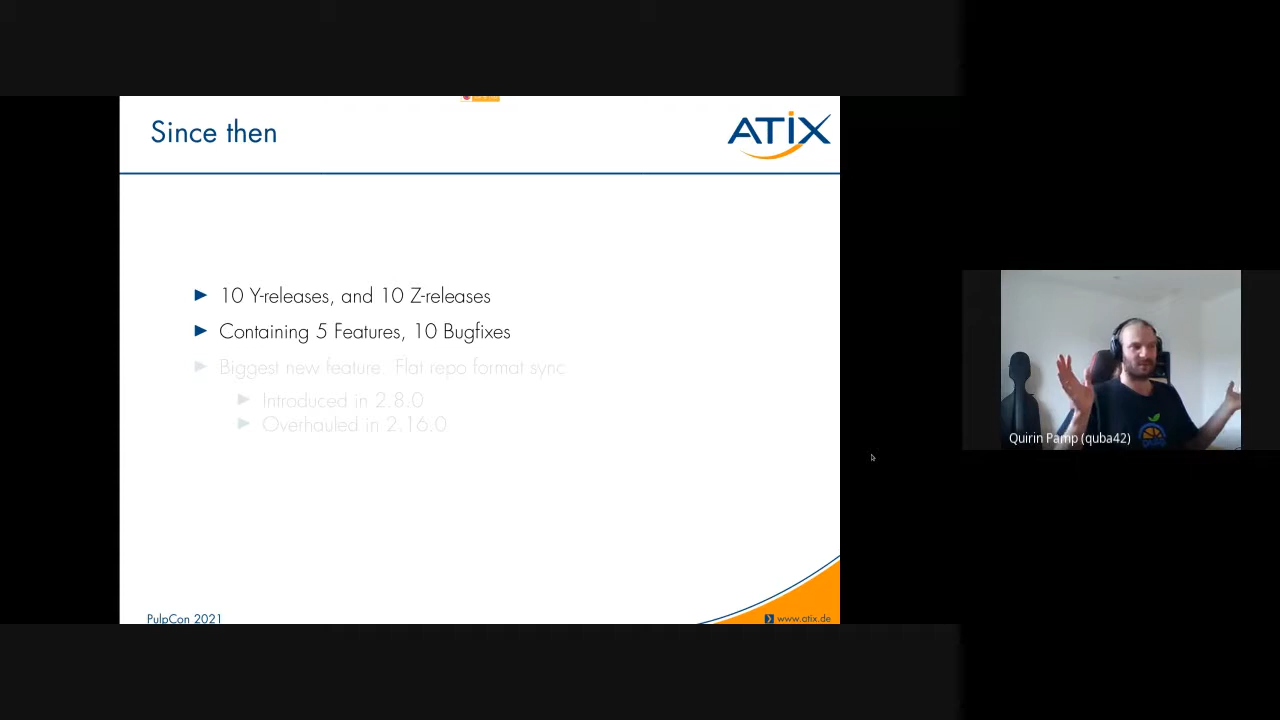 Since then
ATIX
10 Y-releases, and 10 Z-releases
Containing 5 Features, 10 Bugfixes
Biggest new feature: Flat repo format sync
Introduced in 2.8.0
Overhauled in 2.16.0
Quirin Pamp (quba42)
PulpCon 2021
www.atix.de